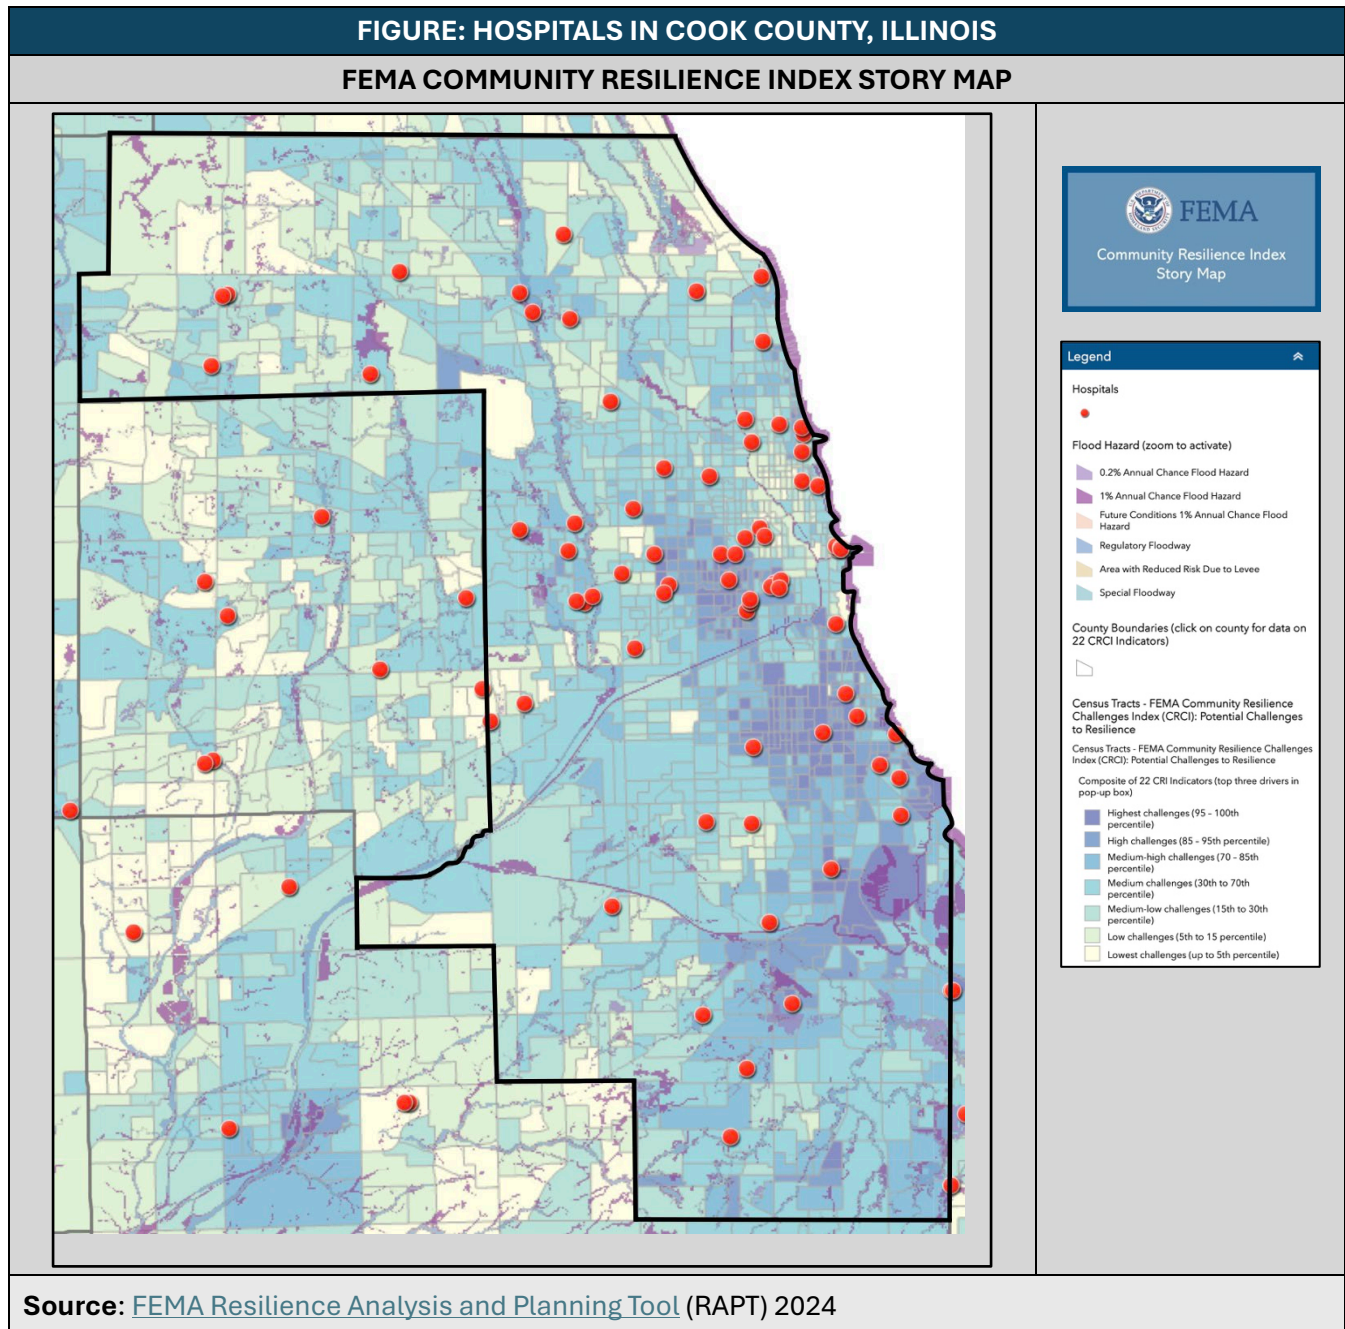 FIGURE: HOSPITALS IN COOK COUNTY, ILLINOIS
FEMA COMMUNITY RESILIENCE INDEX STORY MAP
FEMA
Community Resilience Index
Story Map
Legend
Hospitals
Flood Hazard (zoom to activate)
0.2% Annual Chance Flood Hazard
1% Annual Chance Flood Hazard
Future Conditions 1% Annual Chance Flood
Hazard
Regulatory Floodway
Area with Reduced Risk Due to Levee
Special Floodway
County Boundaries (click on county for data on
22 CRCI Indicators)
Census Tracts - FEMA Community Resilience
Challenges Index (CRCI): Potential Challenges
to Resilience
Census Tracts - FEMA Community Resilience Challenges
Index (CRCI): Potential Challenges to Resilience
Composite of 22 CRI Indicators (top three drivers in
pop-up box)
Highest challenges (95 - 100th
percentile)
High challenges (85 - 95th percentile)
Medium-high challenges (70 - 85th
percentile)
Medium challenges (30th to 70th
percentile)
Medium-low challenges (15th to 30th
percentile)
Low challenges (5th to 15 percentile)
Lowest challenges (up to 5th percentile)
Source: FEMA Resilience Analysis and Planning Tool (RAPT) 2024